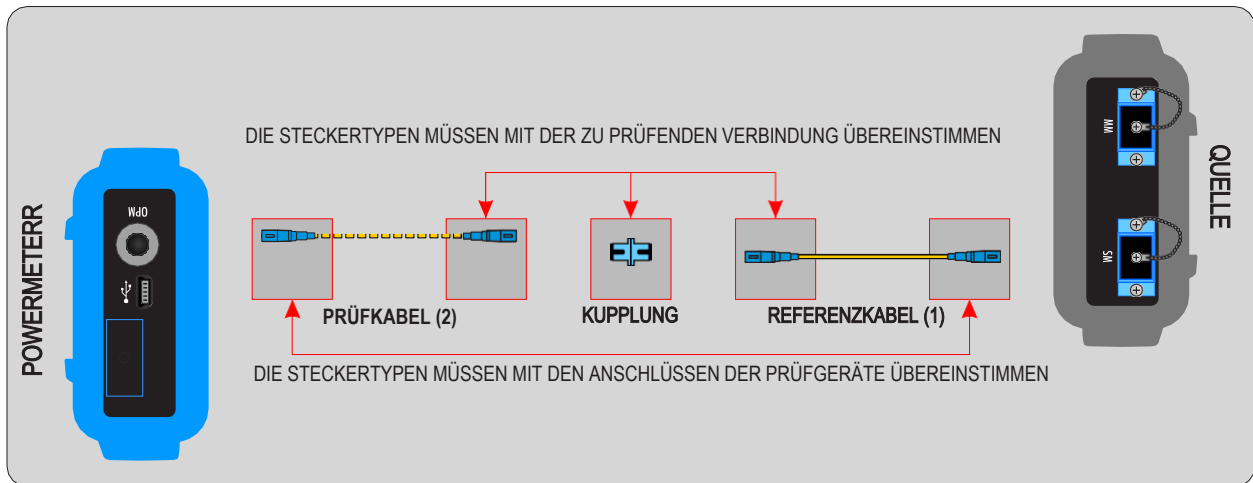 DIE STECKERTYPEN MÜSSEN MIT DER ZU PRÜFENDEN VERBINDUNG ÜBEREINSTIMMEN
POWERMETERR
OPM
PRÜFKABEL (2)
KUPPLUNG
REFERENZKABEL (1)
MM
SM
QUELLE
DIE STECKERTYPEN MÜSSEN MIT DEN ANSCHLÜSSEN DER PRÜFGERÄTE ÜBEREINSTIMMEN